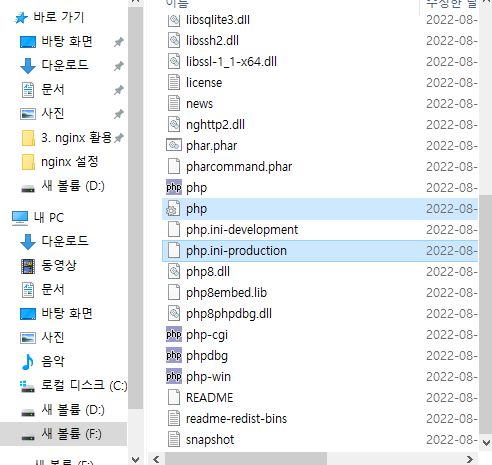 바로 가기
바탕 화면
다운로드
문서
사진
3. nginx 활용
nginx 설정
새 볼륨 (D:)
내 PC
다운로드
동영상
문서
바탕 화면
사진
음악
로컬 디스크 (C:)
새 볼륨 (D:)
새 볼륨 (F:)
새 볼륨 (F:)
이름 수정한 날
libsqlite3.dll 2022-08-
libssh2.dll 2022-08-
libssl-1_1-x64.dll 2022-08-
license 2022-08-
news 2022-08-
nghttp2.dll 2022-08-
phar.phar 2022-08-
pharcommand.phar 2022-08-
php 2022-08-
php 2022-08-
php.ini-development 2022-08-
php.ini-production 2022-08-
php8.dll 2022-08-
php8embed.lib 2022-08-
php8phpdbg.dll 2022-08-
php-cgi 2022-08-
phpdbg 2022-08-
php-win 2022-08-
README 2022-08-
readme-redist-bins 2022-08-
snapshot 2022-08-